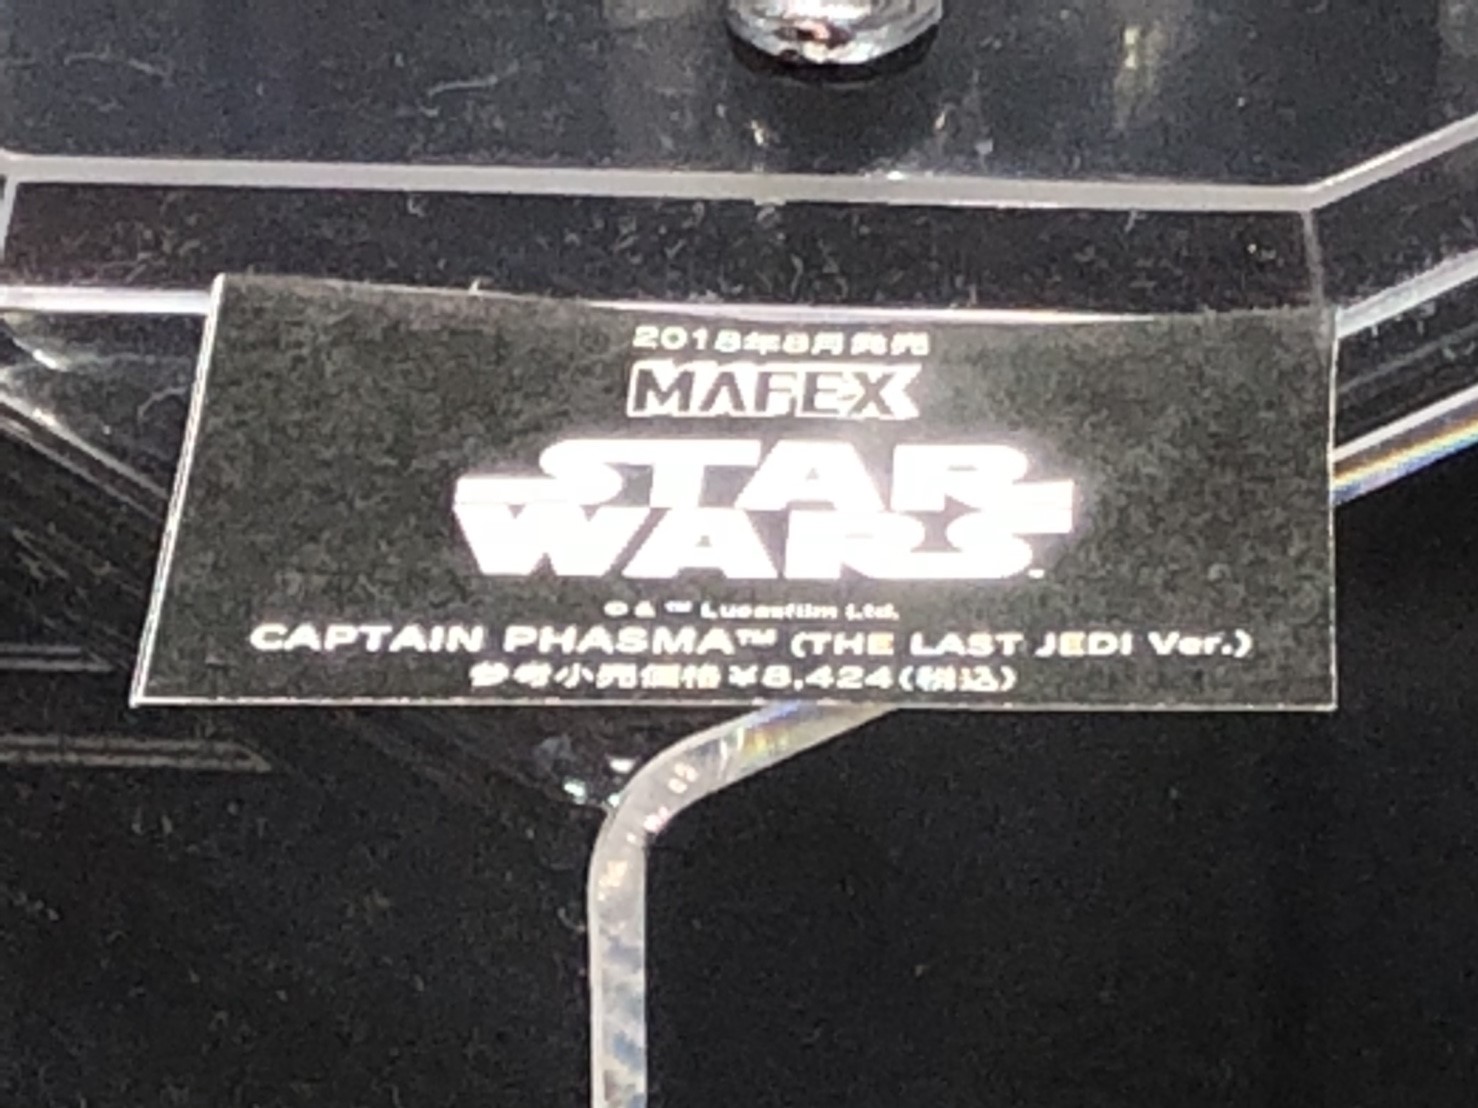 2018年8月発売
MAFEX
STAR
WARS
© & ™ Lucasfilm Ltd.
CAPTAIN PHASMA™ (THE LAST JEDI Ver.)
参考小売価格¥8,424(税込)